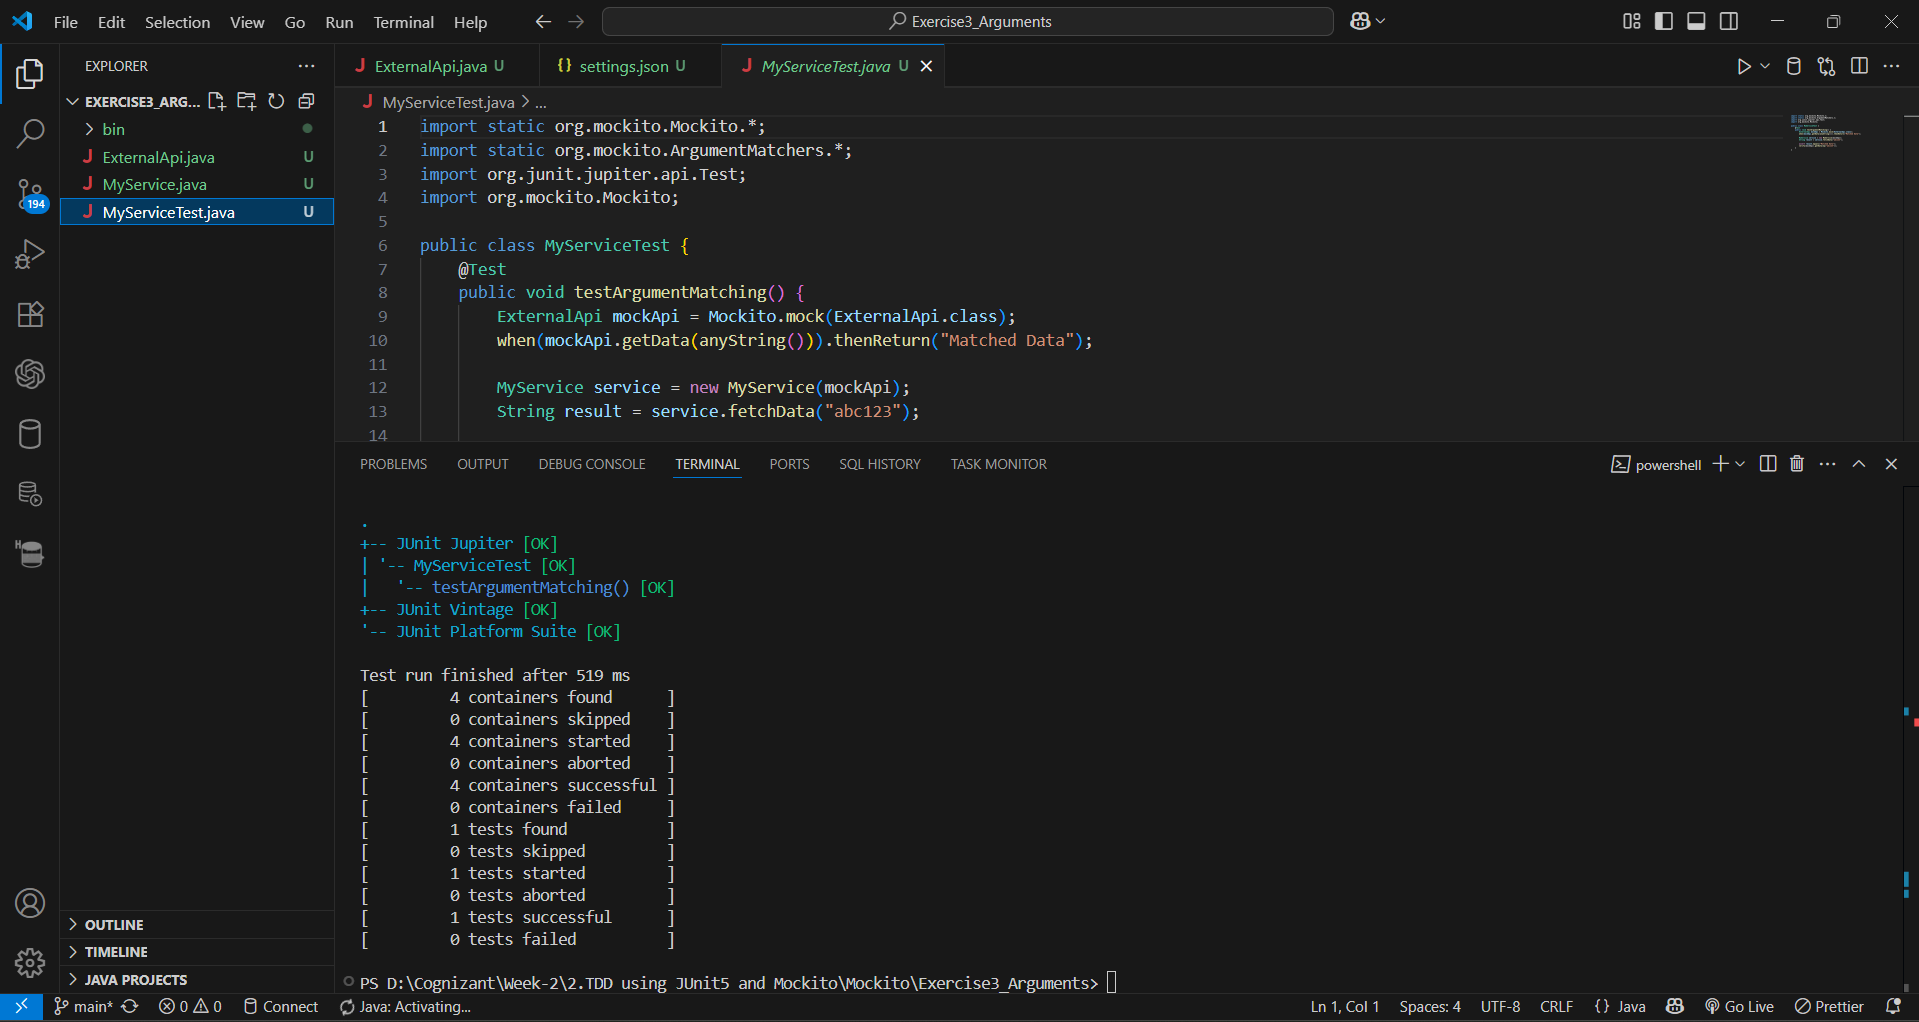 File Edit Selection View Go Run Terminal Help
Exercise3_Arguments
EXPLORER
EXERCISE3_ARG...
bin
ExternalApi.java U
MyService.java U
MyServiceTest.java U
194
OUTLINE
TIMELINE
JAVA PROJECTS
J ExternalApi.java U
{} settings.json U
J MyServiceTest.java U
J MyServiceTest.java > ...
1 import static org.mockito.Mockito.*;
2 import static org.mockito.ArgumentMatchers.*;
3 import org.junit.jupiter.api.Test;
4 import org.mockito.Mockito;
5
6 public class MyServiceTest {
7 @Test
8 public void testArgumentMatching() {
9 ExternalApi mockApi = Mockito.mock(ExternalApi.class);
10 when(mockApi.getData(anyString())).thenReturn("Matched Data");
11
12 MyService service = new MyService(mockApi);
13 String result = service.fetchData("abc123");
14
PROBLEMS OUTPUT DEBUG CONSOLE TERMINAL PORTS SQL HISTORY TASK MONITOR
powershell
.
+-- JUnit Jupiter [OK]
| '-- MyServiceTest [OK]
|   '-- testArgumentMatching() [OK]
+-- JUnit Vintage [OK]
'-- JUnit Platform Suite [OK]
Test run finished after 519 ms
[ 4 containers found ]
[ 0 containers skipped ]
[ 4 containers started ]
[ 0 containers aborted ]
[ 4 containers successful ]
[ 0 containers failed ]
[ 1 tests found ]
[ 0 tests skipped ]
[ 1 tests started ]
[ 0 tests aborted ]
[ 1 tests successful ]
[ 0 tests failed ]
PS D:\Cognizant\Week-2\2.TDD using JUnit5 and Mockito\Mockito\Exercise3_Arguments>
main* 0 0 Connect Java: Activating... Ln 1, Col 1 Spaces: 4 UTF-8 CRLF {} Java Go Live Prettier